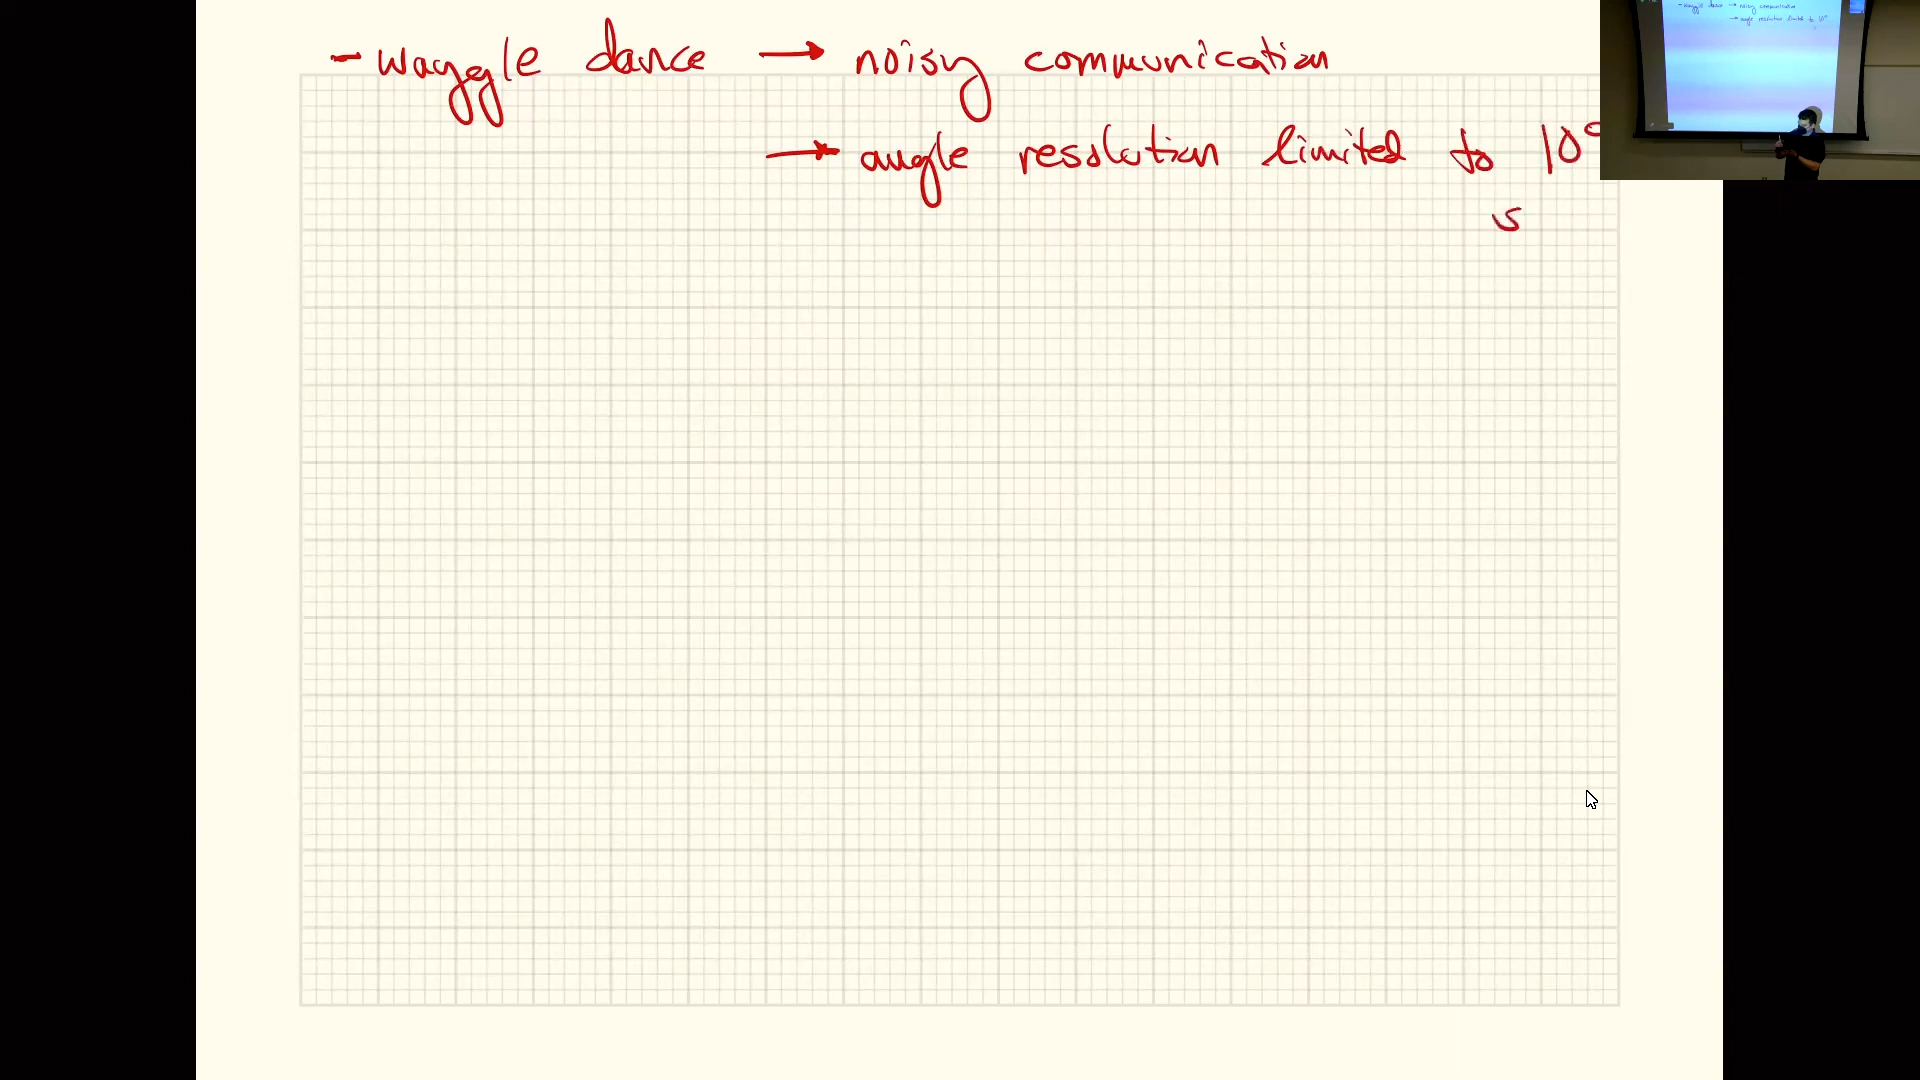 - waggle dance → noisy communication
→ angle resolution limited to 10°